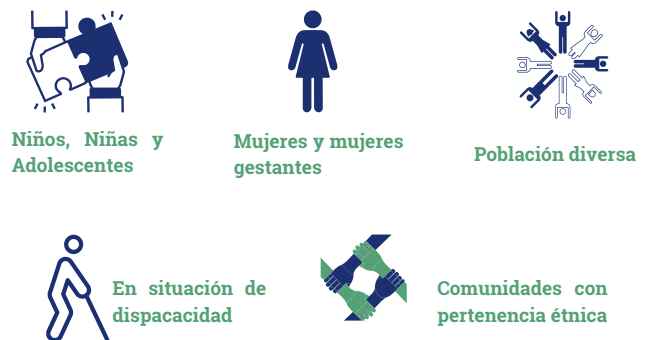 Niños, Niñas y
Adolescentes
Mujeres y mujeres
gestantes
Población diversa
En situación de
dispacacidad
Comunidades con
pertenencia étnica